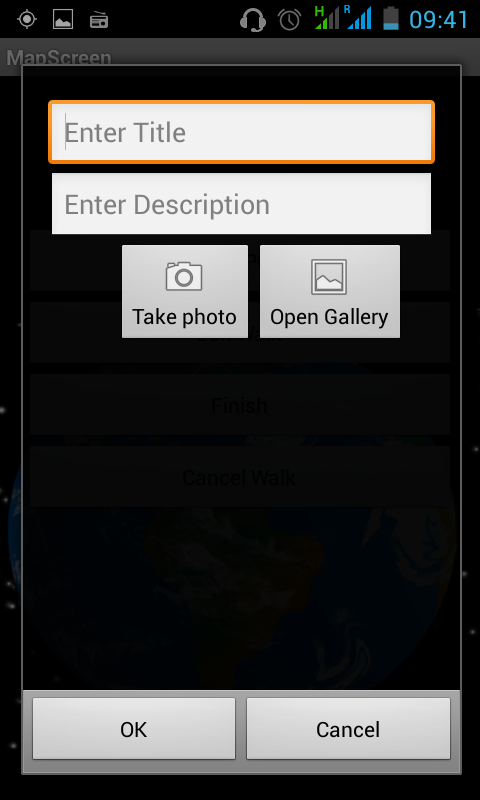 H R 09:41
MapScreen
Enter Title
Enter Description
Take photo Open Gallery
Finish
Cancel Walk
OK Cancel